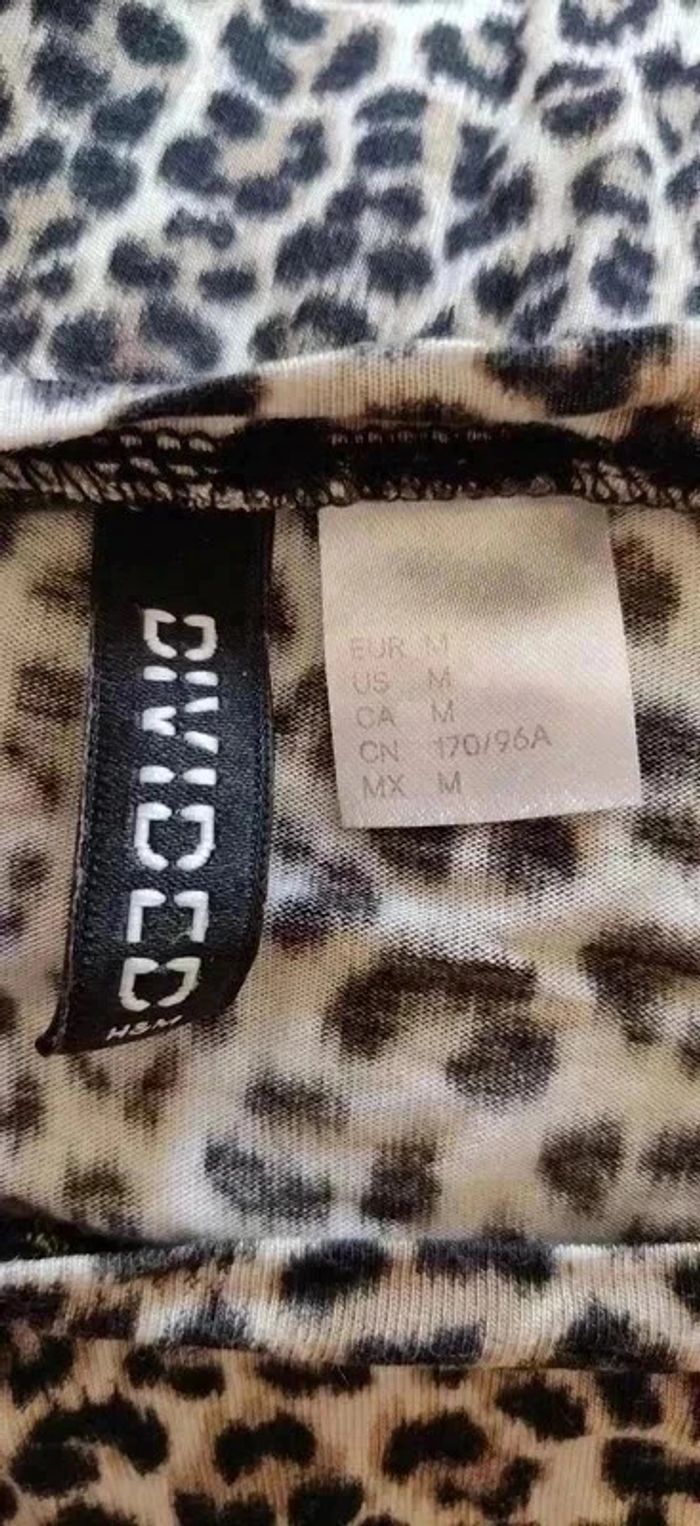 DIVIDED
H&M
EUR M
US M
CA M
CN 170/96A
MX M